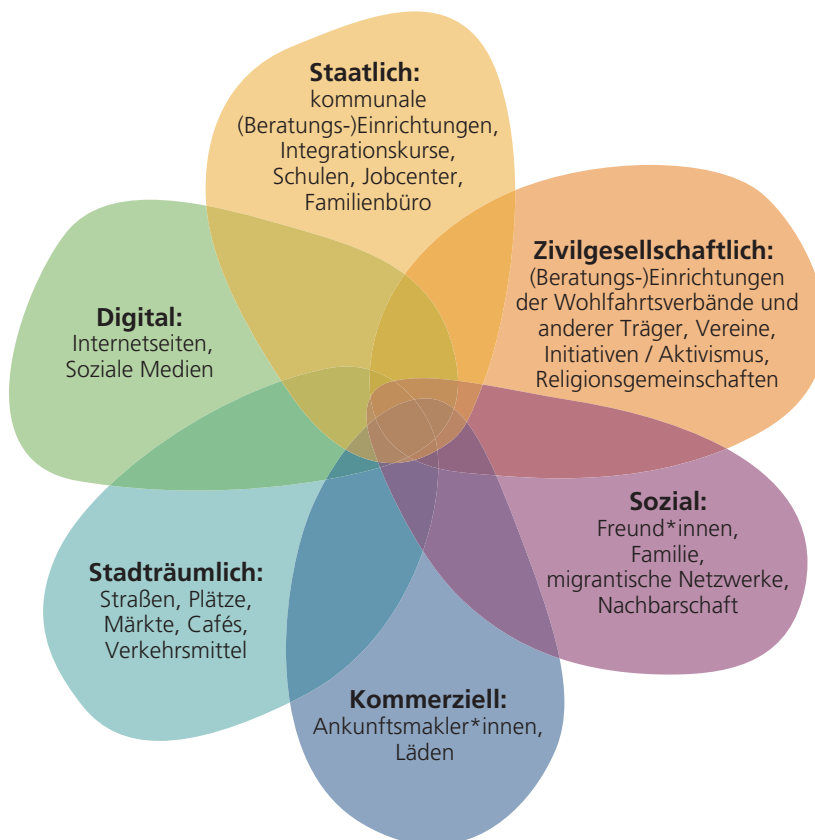 Staatlich:
kommunale
(Beratungs-)Einrichtungen,
Integrationskurse,
Schulen, Jobcenter,
Familienbüro
Zivilgesellschaftlich:
(Beratungs-)Einrichtungen
der Wohlfahrtsverbände und
anderer Träger, Vereine,
Initiativen / Aktivismus,
Religionsgemeinschaften
Digital:
Internetseiten,
Soziale Medien
Sozial:
Freund*innen,
Familie,
migrantische Netzwerke,
Nachbarschaft
Stadträumlich:
Straßen, Plätze,
Märkte, Cafés,
Verkehrsmittel
Kommerziell:
Ankunftsmakler*innen,
Läden